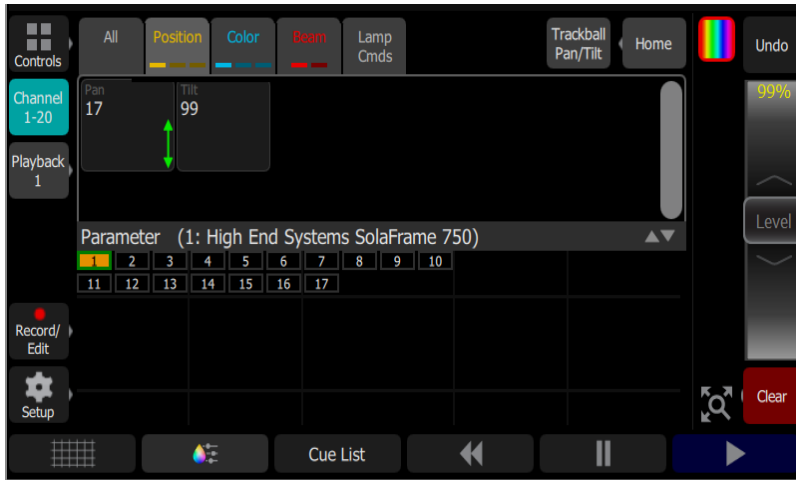 Controls
All
Position
Color
Beam
Lamp
Cmds
Trackball
Pan/Tilt
Home
Undo
Channel
1-20
Pan
17
Tilt
99
99%
Playback
1
Level
Parameter (1: High End Systems SolaFrame 750)
1 2 3 4 5 6 7 8 9 10
11 12 13 14 15 16 17
Record/
Edit
Setup
Clear
Cue List